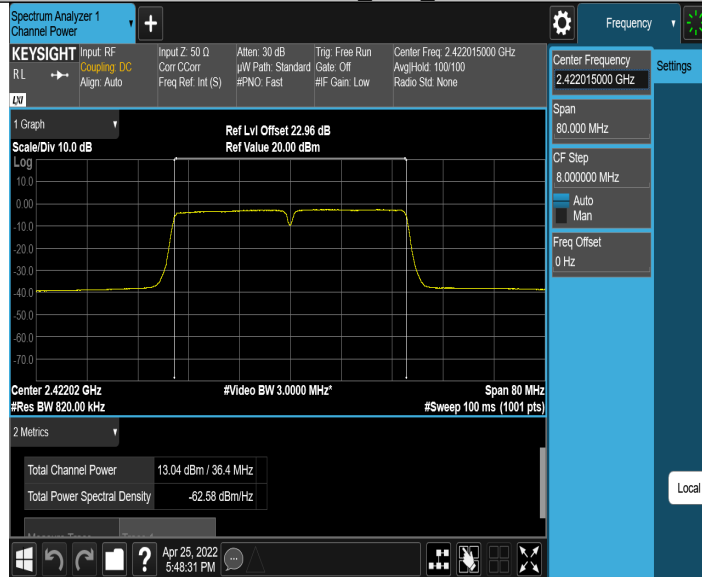 Spectrum Analyzer 1
Channel Power
Frequency
KEYSIGHT
RL
LXI
Input: RF
Coupling: DC
Align: Auto
Input Z: 50 Ω
Corr CCorr
Freq Ref: Int (S)
Atten: 30 dB
µW Path: Standard
#PNO: Fast
Trig: Free Run
Gate: Off
#IF Gain: Low
Center Freq: 2.422015000 GHz
Avg|Hold: 100/100
Radio Std: None
Center Frequency
2.422015000 GHz
Settings
Span
80.000 MHz
CF Step
8.000000 MHz
Auto
Man
Freq Offset
0 Hz
1 Graph
Scale/Div 10.0 dB
Ref Lvl Offset 22.96 dB
Ref Value 20.00 dBm
Log
10.0
0.00
-10.0
-20.0
-30.0
-40.0
-50.0
-60.0
-70.0
Center 2.42202 GHz
#Video BW 3.0000 MHz*
Span 80 MHz
#Res BW 820.00 kHz
#Sweep 100 ms (1001 pts)
2 Metrics
Total Channel Power 13.04 dBm / 36.4 MHz
Total Power Spectral Density -62.58 dBm/Hz
Local
Apr 25, 2022
5:48:31 PM